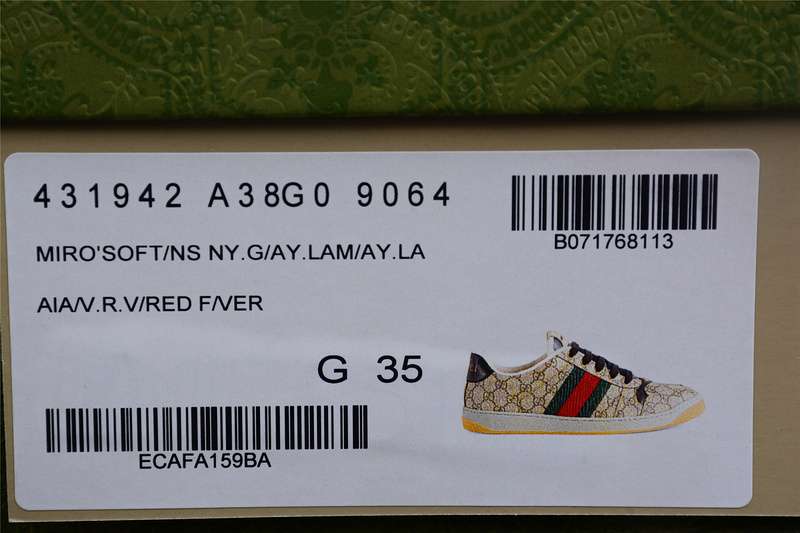 431942 A38G0 9064
B071768113
MIRO'SOFT/NS NY.G/AY.LAM/AY.LA
AIA/V.R.V/RED F/VER
G 35
ECAFA159BA